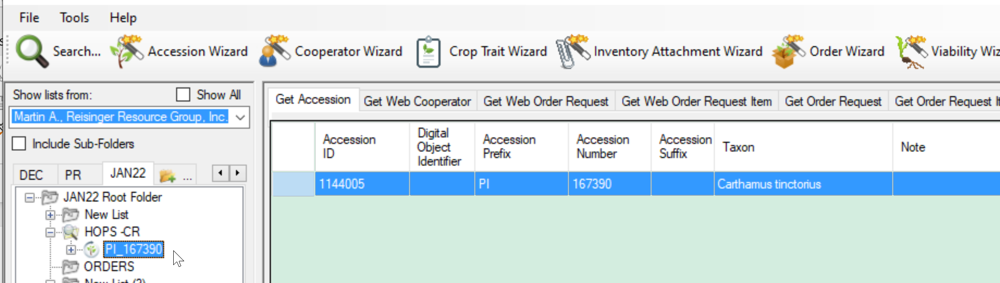 File Tools Help
Search... Accession Wizard Cooperator Wizard Crop Trait Wizard Inventory Attachment Wizard Order Wizard Viability Wiz
Show lists from: Show All
Martin A., Reisinger Resource Group, Inc.
Include Sub-Folders
DEC PR JAN22 ...
JAN22 Root Folder
New List
HOPS -CR
PI_167390
ORDERS
New List (2)
Get Accession Get Web Cooperator Get Web Order Request Get Web Order Request Item Get Order Request Get Order Request It
Accession ID Digital Object Identifier Accession Prefix Accession Number Accession Suffix Taxon Note
1144005 PI 167390 Carthamus tinctorius